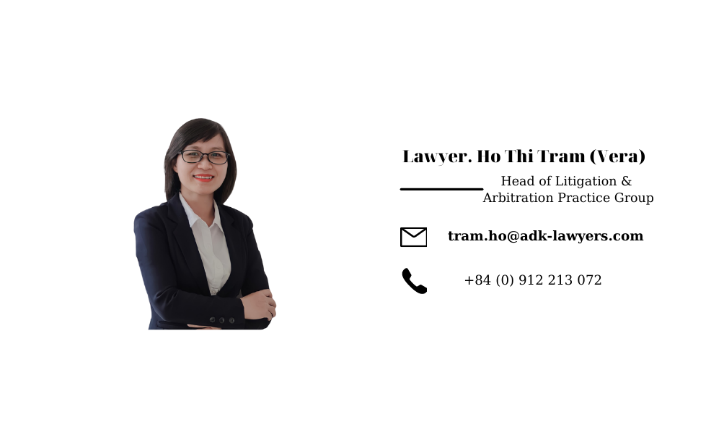 Lawyer. Ho Thi Tram (Vera)
Head of Litigation &
Arbitration Practice Group
tram.ho@adk-lawyers.com
+84 (0) 912 213 072